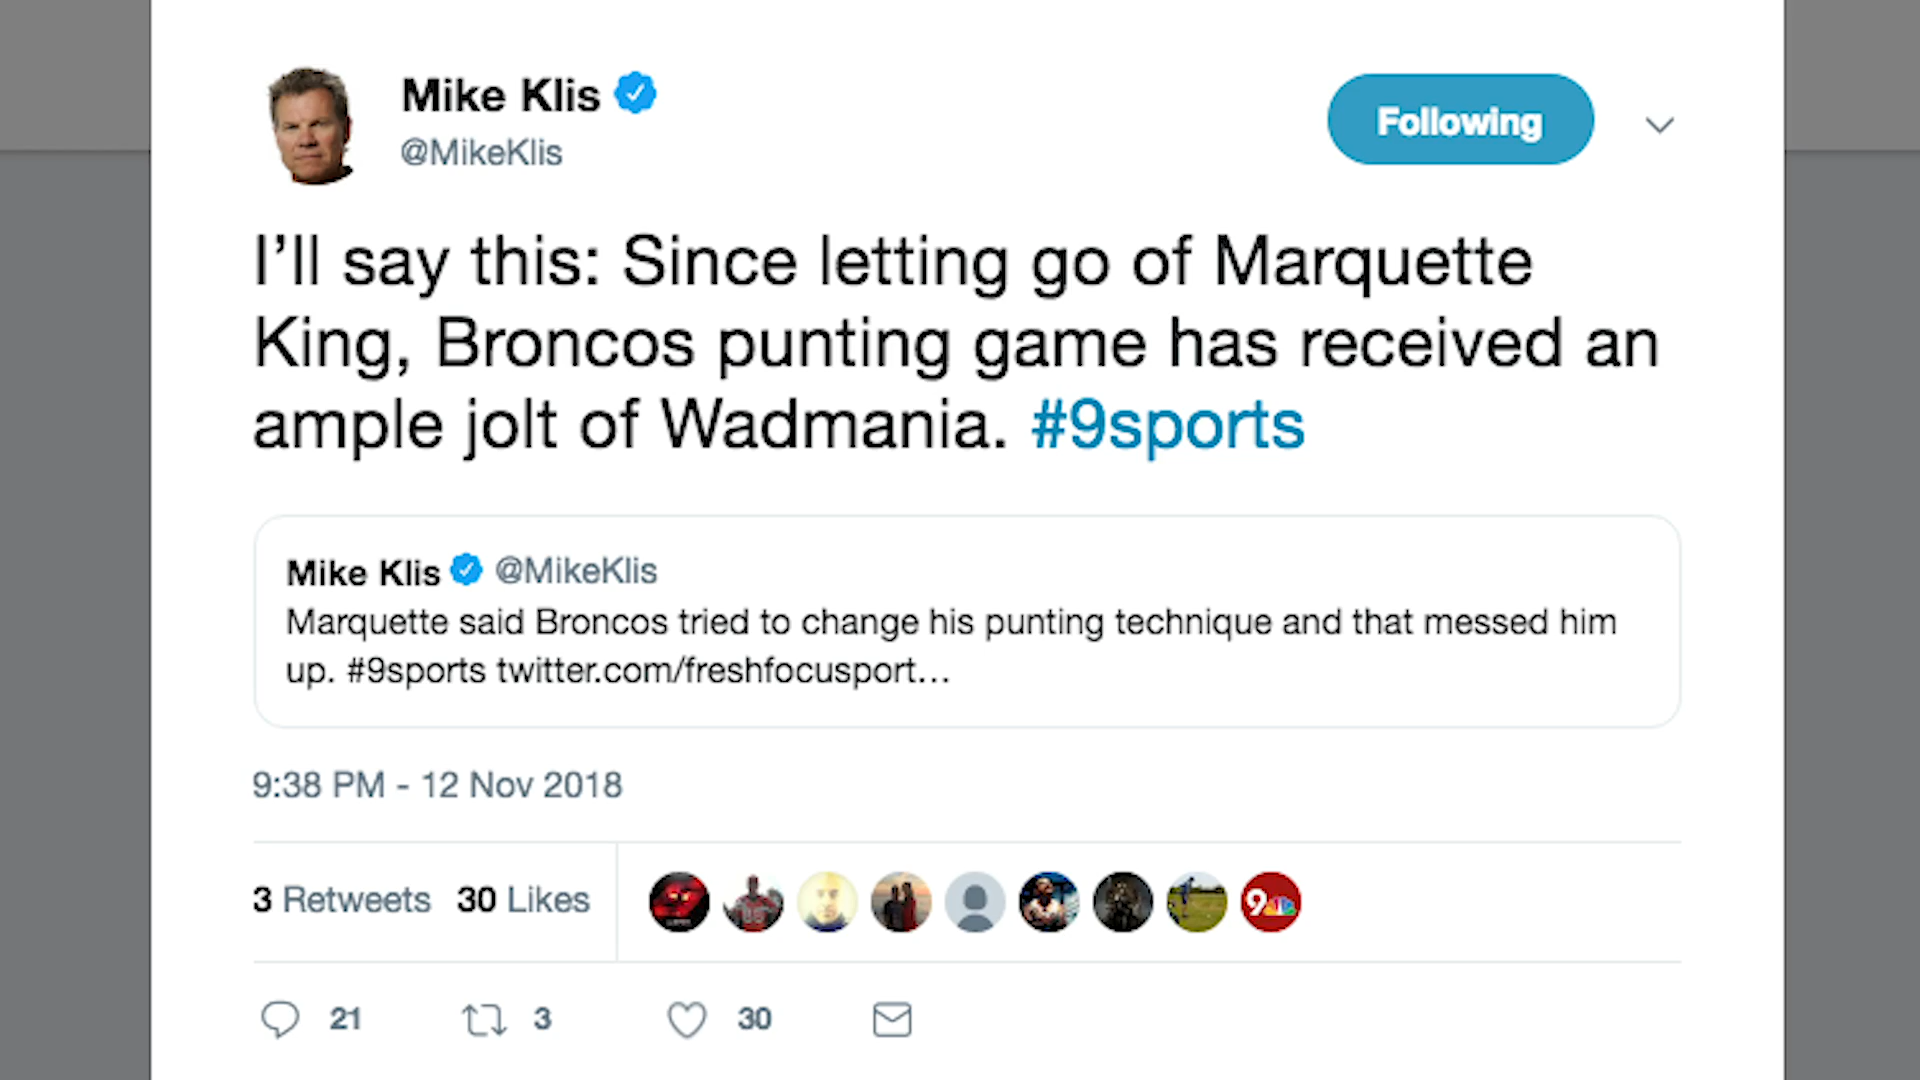 Mike Klis
@MikeKlis
Following
I’ll say this: Since letting go of Marquette
King, Broncos punting game has received an
ample jolt of Wadmania. #9sports
Mike Klis @MikeKlis
Marquette said Broncos tried to change his punting technique and that messed him
up. #9sports twitter.com/freshfocusport…
9:38 PM - 12 Nov 2018
3 Retweets 30 Likes
9
21 3 30